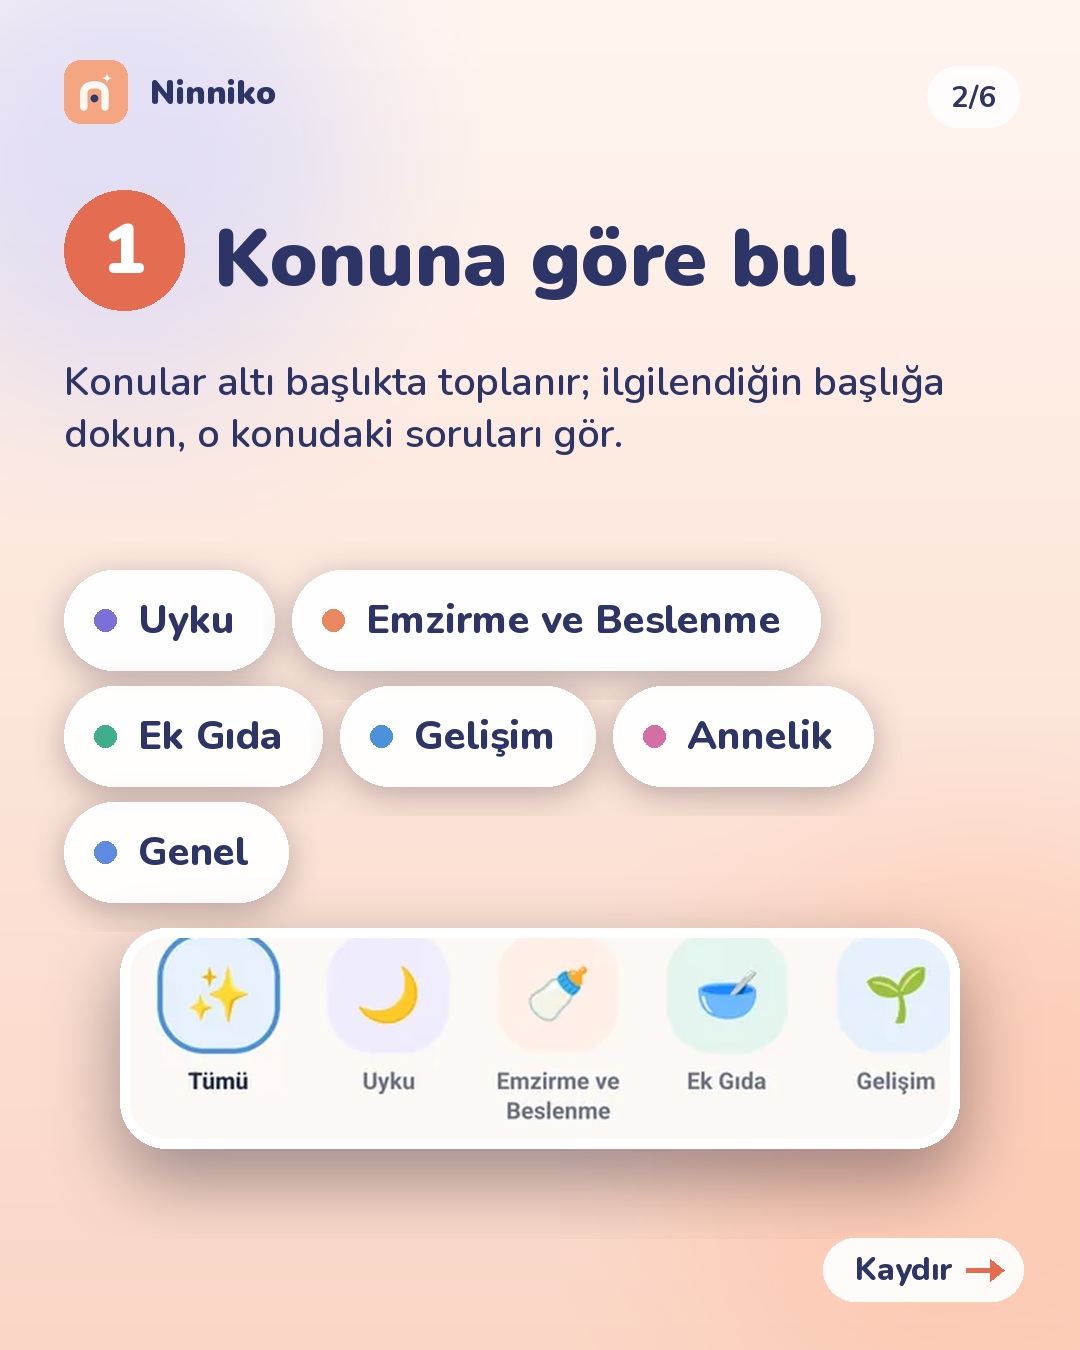 Ninniko
2/6
1
Konuna göre bul
Konular altı başlıkta toplanır; ilgilendiğin başlığa
dokun, o konudaki soruları gör.
Uyku
Emzirme ve Beslenme
Ek Gıda
Gelişim
Annelik
Genel
Tümü
Uyku
Emzirme ve
Beslenme
Ek Gıda
Gelişim
Kaydır